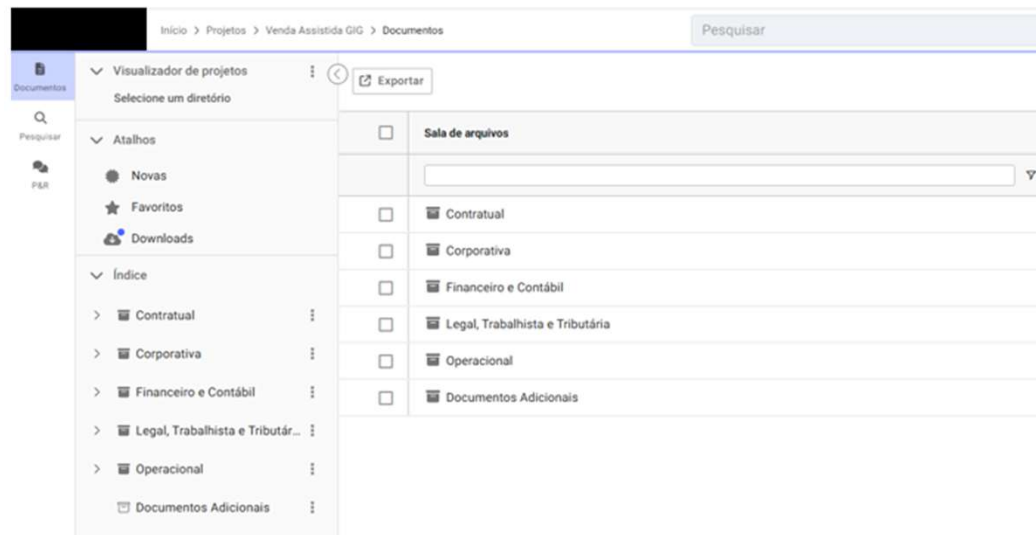 Início > Projetos > Venda Assistida GIG > Documentos
Pesquisar
Documentos
Pesquisar
P&R
Visualizador de projetos
Selecione um diretório
Atalhos
Novas
Favoritos
Downloads
Índice
Contratual
Corporativa
Financeiro e Contábil
Legal, Trabalhista e Tributár...
Operacional
Documentos Adicionais
Exportar
Sala de arquivos
Contratual
Corporativa
Financeiro e Contábil
Legal, Trabalhista e Tributária
Operacional
Documentos Adicionais